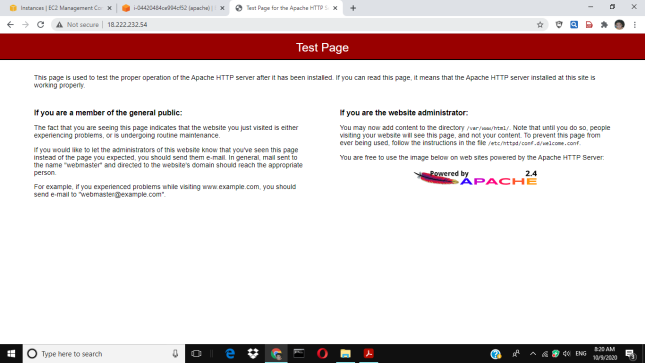 Instances | EC2 Management Co
i-04420484ce994cf52 (apache) |
Test Page for the Apache HTTP S
Not secure | 18.222.232.54
Test Page
This page is used to test the proper operation of the Apache HTTP server after it has been installed. If you can read this page, it means that the Apache HTTP server installed at this site is
working properly.
If you are a member of the general public:
The fact that you are seeing this page indicates that the website you just visited is either
experiencing problems, or is undergoing routine maintenance.
If you would like to let the administrators of this website know that you've seen this page
instead of the page you expected, you should send them e-mail. In general, mail sent to
the name "webmaster" and directed to the website's domain should reach the appropriate
person.
For example, if you experienced problems while visiting www.example.com, you should
send e-mail to "webmaster@example.com".
If you are the website administrator:
You may now add content to the directory /var/www/html/. Note that until you do so, people
visiting your website will see this page, and not your content. To prevent this page from
ever being used, follow the instructions in the file /etc/httpd/conf.d/welcome.conf.
You are free to use the image below on web sites powered by the Apache HTTP Server:
Powered by 2.4
APACHE
Type here to search
ENG
8:20 AM
10/9/2020